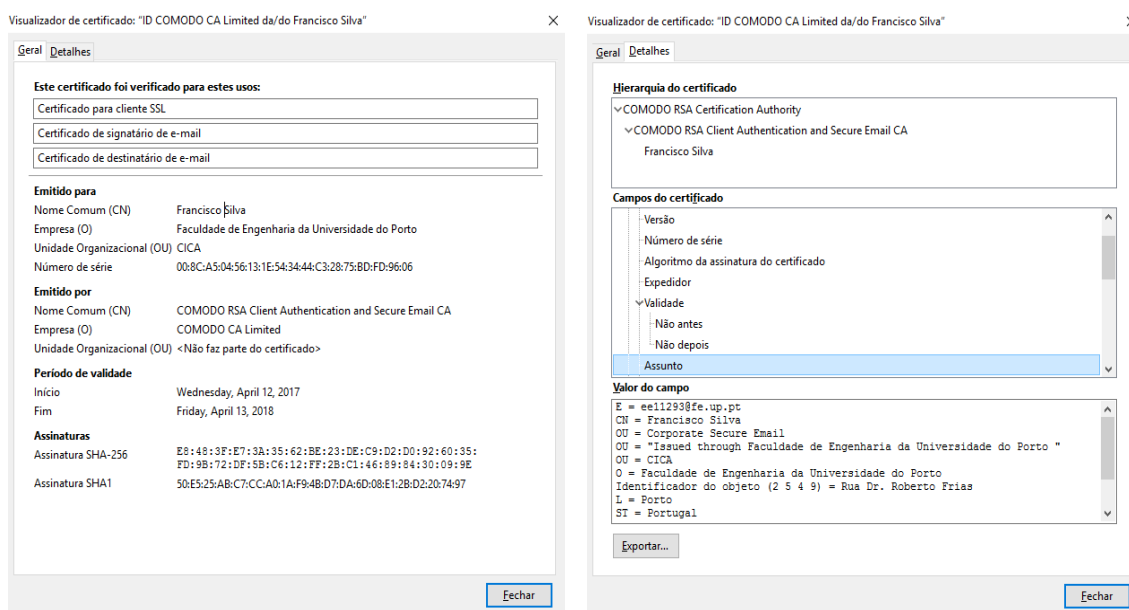 Visualizador de certificado: "ID COMODO CA Limited da/do Francisco Silva"
Geral Detalhes
Este certificado foi verificado para estes usos:
Certificado para cliente SSL
Certificado de signatário de e-mail
Certificado de destinatário de e-mail
Emitido para
Nome Comum (CN) Francisco Silva
Empresa (O) Faculdade de Engenharia da Universidade do Porto
Unidade Organizacional (OU) CICA
Número de série 00:8C:A5:04:56:13:1E:54:34:44:C3:28:75:BD:FD:96:06
Emitido por
Nome Comum (CN) COMODO RSA Client Authentication and Secure Email CA
Empresa (O) COMODO CA Limited
Unidade Organizacional (OU) <Não faz parte do certificado>
Período de validade
Início Wednesday, April 12, 2017
Fim Friday, April 13, 2018
Assinaturas
Assinatura SHA-256 E8:48:3F:E7:3A:35:62:BE:23:DE:C9:D2:D0:92:60:35:
FD:9B:72:DF:5B:C6:12:FF:2B:C1:46:89:84:30:09:9E
Assinatura SHA1 50:E5:25:AB:C7:CC:A0:1A:F9:4B:D7:DA:6D:08:E1:2B:D2:20:74:97
Fechar
Visualizador de certificado: "ID COMODO CA Limited da/do Francisco Silva"
Geral Detalhes
Hierarquia do certificado
COMODO RSA Certification Authority
COMODO RSA Client Authentication and Secure Email CA
Francisco Silva
Campos do certificado
Versão
Número de série
Algoritmo da assinatura do certificado
Expedidor
Validade
Não antes
Não depois
Assunto
Valor do campo
E = ee11293@fe.up.pt
CN = Francisco Silva
OU = Corporate Secure Email
OU = "Issued through Faculdade de Engenharia da Universidade do Porto "
OU = CICA
O = Faculdade de Engenharia da Universidade do Porto
Identificador do objeto (2 5 4 9) = Rua Dr. Roberto Frias
L = Porto
ST = Portugal
Exportar...
Fechar